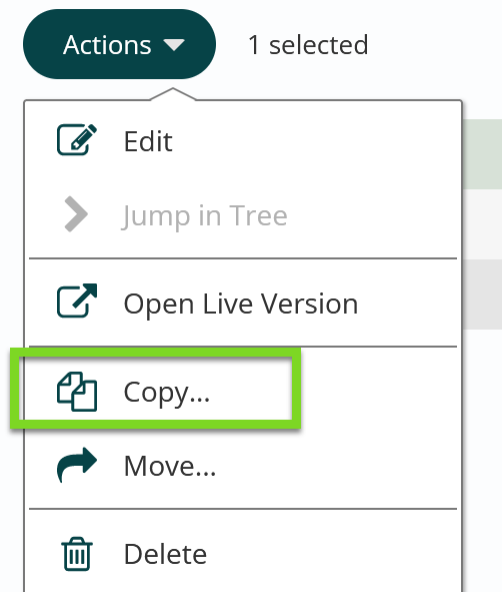 Actions
1 selected
Edit
Jump in Tree
Open Live Version
Copy...
Move...
Delete